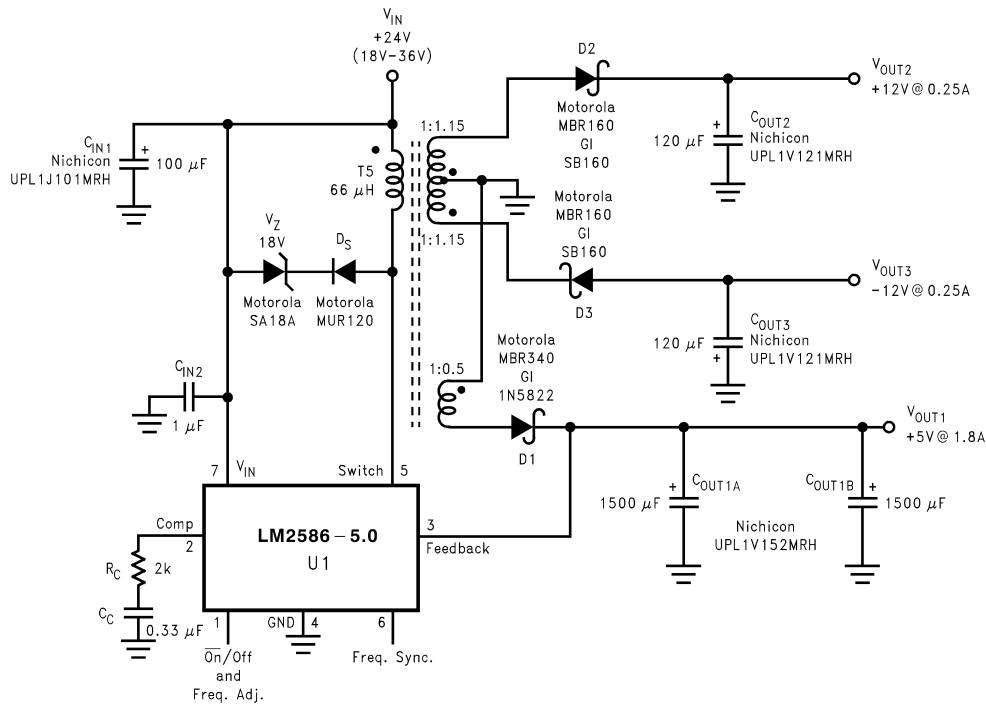 V_IN
+24V
(18V-36V)
D2
V_OUT2
+12V@0.25A
Motorola
MBR160
GI
SB160
C_IN1
Nichicon
UPL1J101MRH
+
100 μF
1:1.15
T5
66 μH
120 μF
+
C_OUT2
Nichicon
UPL1V121MRH
Motorola
MBR160
GI
SB160
1:1.15
V_Z
18V
D_S
Motorola
SA18A
Motorola
MUR120
V_OUT3
-12V@0.25A
D3
120 μF
+
C_OUT3
Nichicon
UPL1V121MRH
Motorola
MBR340
GI
1N5822
1:0.5
C_IN2
1 μF
D1
V_OUT1
+5V@1.8A
7
V_IN
Switch
5
1500 μF
+
C_OUT1A
C_OUT1B
+
1500 μF
Nichicon
UPL1V152MRH
Comp
2
LM2586-5.0
U1
3
Feedback
R_C
2k
C_C
0.33 μF
1
GND
4
6
O̅n̅/Off
and
Freq. Adj.
Freq. Sync.